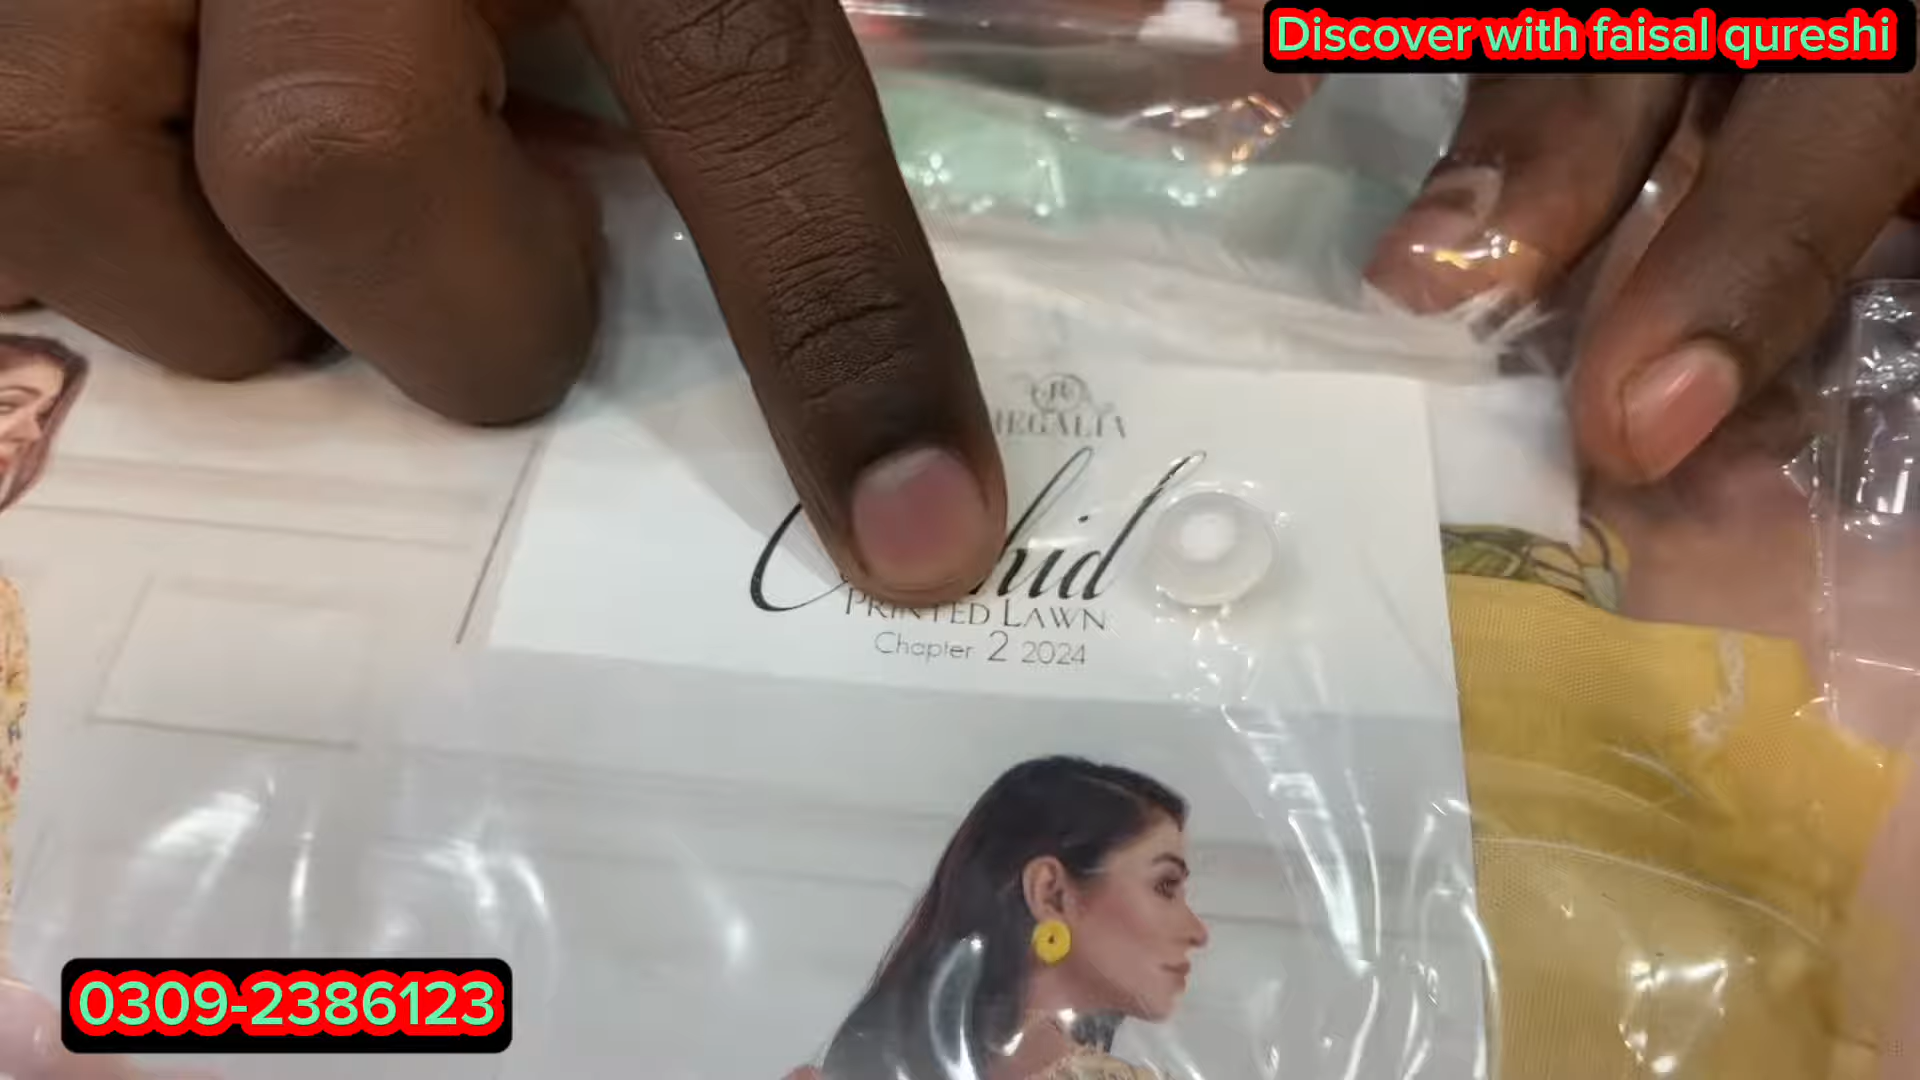 Discover with faisal qureshi
PRINTED LAWN
Chapter 2 2024
0309-2386123